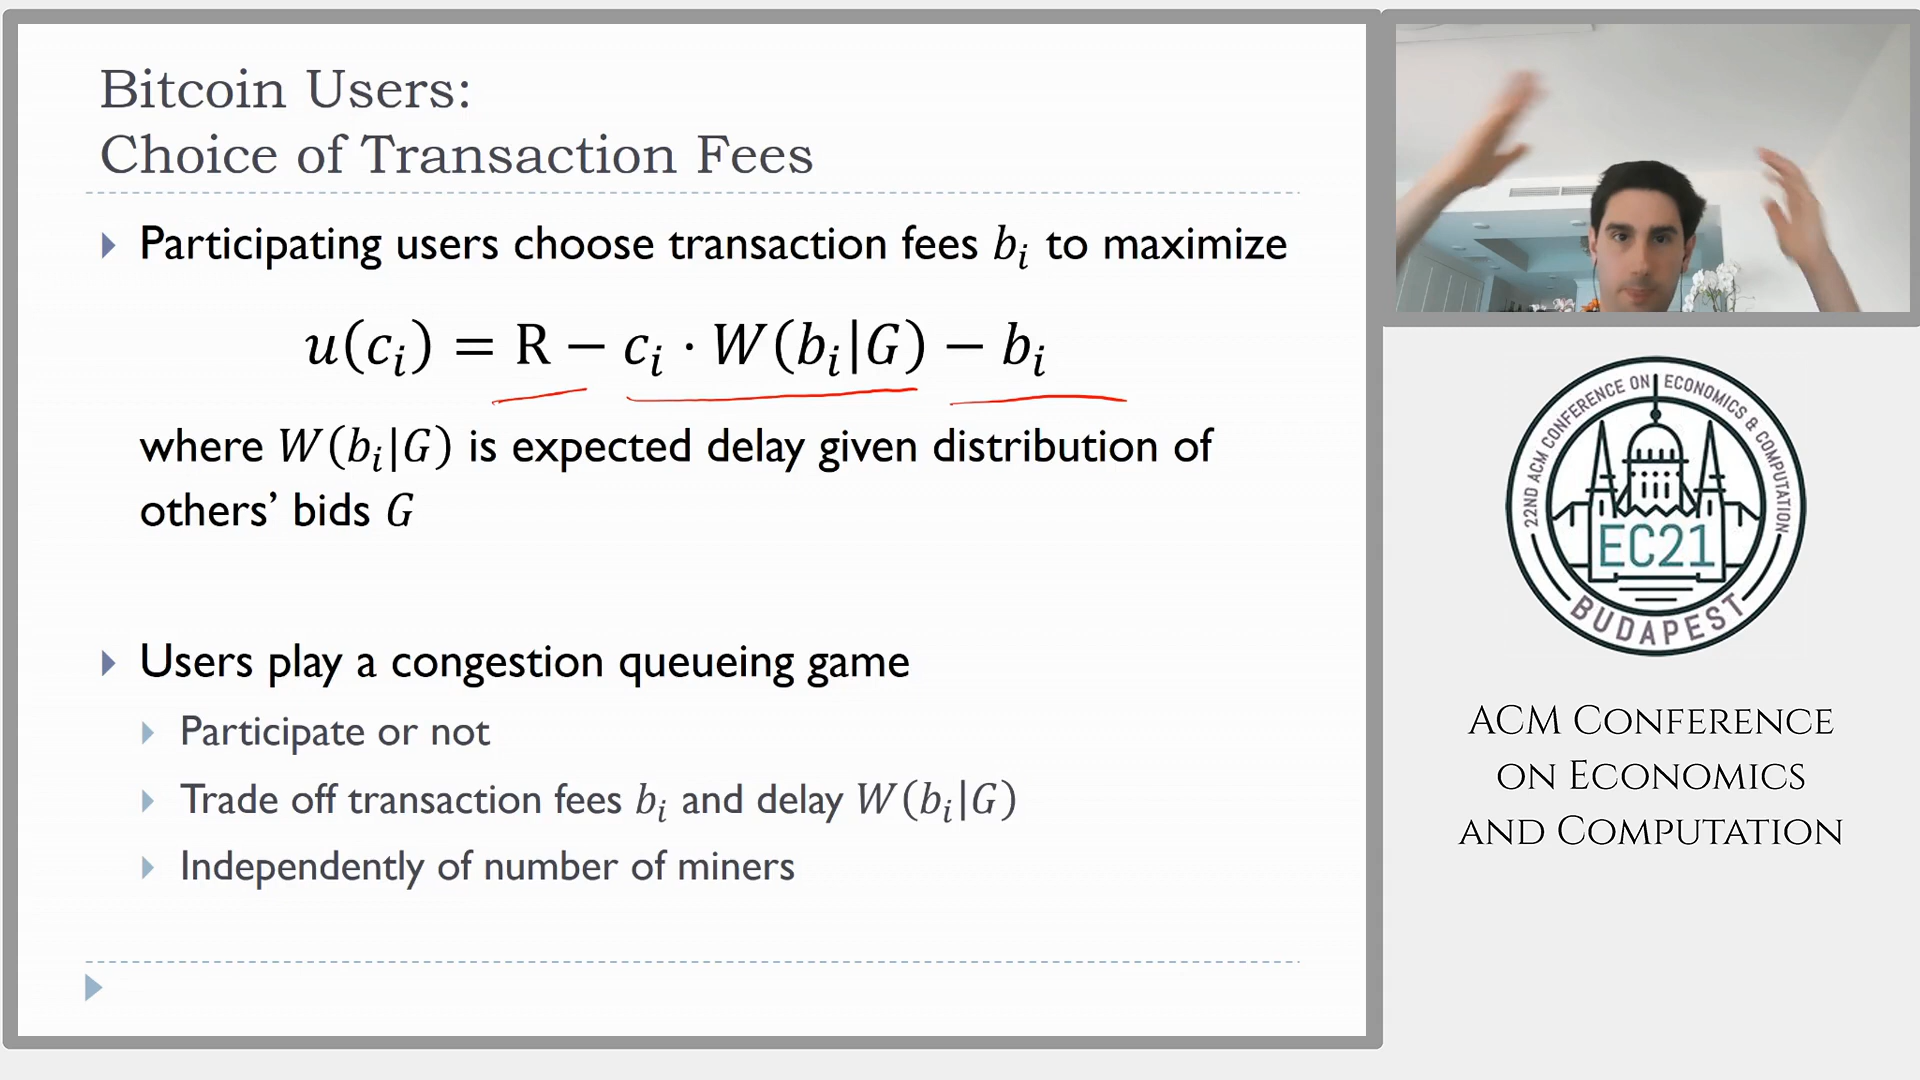 Bitcoin Users:
Choice of Transaction Fees
Participating users choose transaction fees bᵢ to maximize
u(cᵢ) = R − cᵢ · W(bᵢ|G) − bᵢ
where W(bᵢ|G) is expected delay given distribution of
others’ bids G
Users play a congestion queueing game
Participate or not
Trade off transaction fees bᵢ and delay W(bᵢ|G)
Independently of number of miners
22ND ACM CONFERENCE ON ECONOMICS & COMPUTATION
EC21
BUDAPEST
ACM CONFERENCE
ON ECONOMICS
AND COMPUTATION